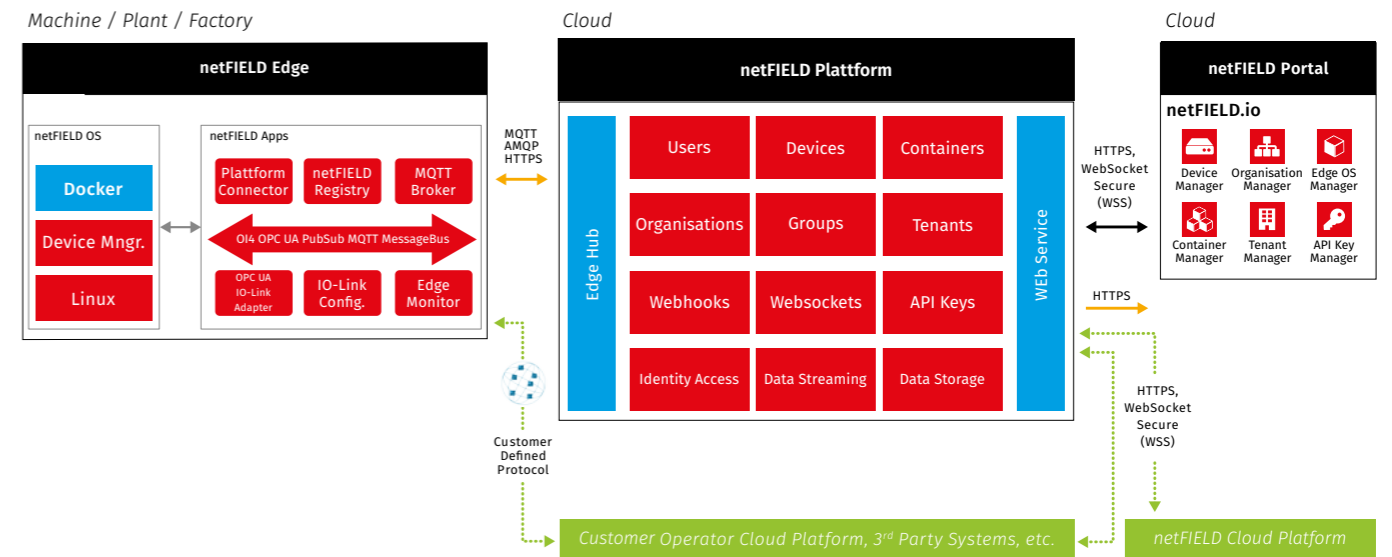 Machine / Plant / Factory
netFIELD Edge
netFIELD OS
Docker
Device Mngr.
Linux
netFIELD Apps
Plattform
Connector
netFIELD
Registry
MQTT
Broker
OI4 OPC UA PubSub MQTT MessageBus
OPC UA
IO-Link
Adapter
IO-Link
Config.
Edge
Monitor
MQTT
AMQP
HTTPS
Customer
Defined
Protocol
Cloud
netFIELD Plattform
Edge Hub
Users
Devices
Containers
Organisations
Groups
Tenants
Webhooks
Websockets
API Keys
Identity Access
Data Streaming
Data Storage
WEb Service
HTTPS,
WebSocket
Secure
(WSS)
HTTPS
Cloud
netFIELD Portal
netFIELD.io
Device
Manager
Organisation
Manager
Edge OS
Manager
Container
Manager
Tenant
Manager
API Key
Manager
HTTPS,
WebSocket
Secure
(WSS)
Customer Operator Cloud Platform, 3rd Party Systems, etc.
netFIELD Cloud Platform